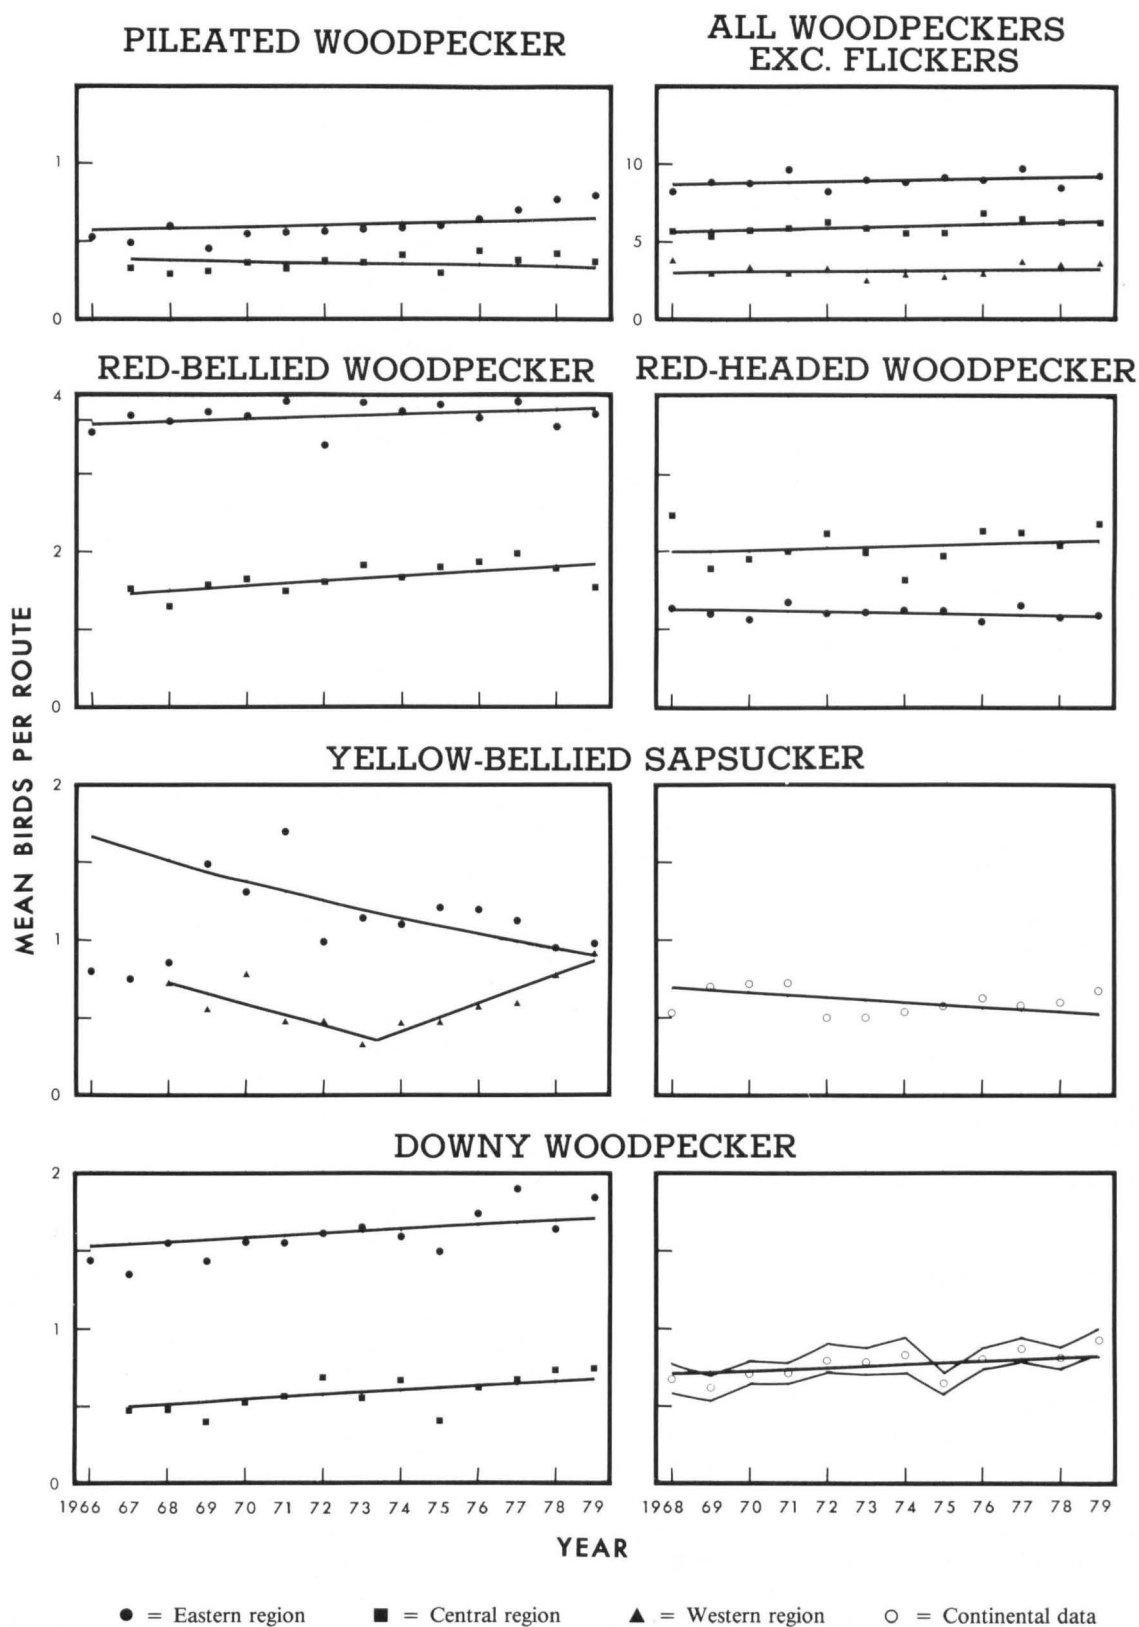 PILEATED WOODPECKER
ALL WOODPECKERS
EXC. FLICKERS
1
0
10
5
0
RED-BELLIED WOODPECKER
RED-HEADED WOODPECKER
4
2
0
MEAN BIRDS PER ROUTE
YELLOW-BELLIED SAPSUCKER
2
1
0
DOWNY WOODPECKER
2
1
0
1966 67 68 69 70 71 72 73 74 75 76 77 78 79
1968 69 70 71 72 73 74 75 76 77 78 79
YEAR
● = Eastern region ■ = Central region ▲ = Western region ○ = Continental data